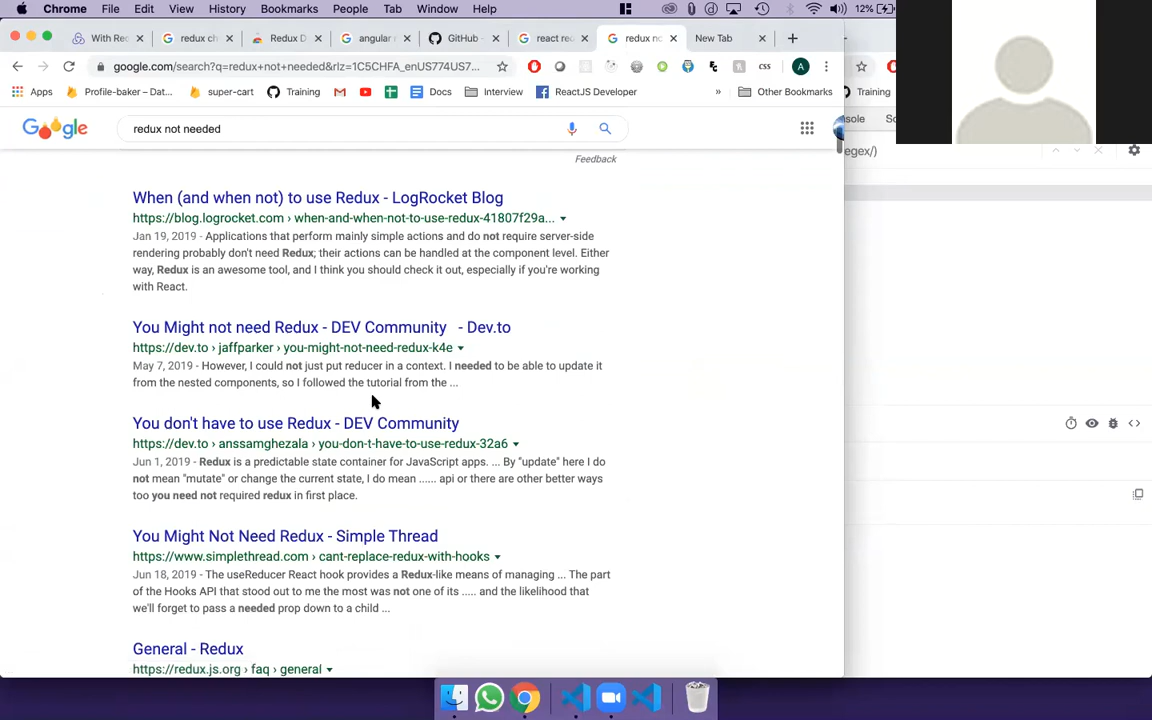 Chrome File Edit View History Bookmarks People Tab Window Help 12%
With Rec redux ch Redux D angular r GitHub - react rec redux no New Tab
google.com/search?q=redux+not+needed&rlz=1C5CHFA_enUS774US7... css A
Apps Profile-baker – Dat... super-cart Training Docs Interview ReactJS Developer » Other Bookmarks Training
Google redux not needed
Feedback
When (and when not) to use Redux - LogRocket Blog
https://blog.logrocket.com › when-and-when-not-to-use-redux-41807f29a...
Jan 19, 2019 - Applications that perform mainly simple actions and do not require server-side
rendering probably don't need Redux; their actions can be handled at the component level. Either
way, Redux is an awesome tool, and I think you should check it out, especially if you're working
with React.
You Might not need Redux - DEV Community - Dev.to
https://dev.to › jaffparker › you-might-not-need-redux-k4e
May 7, 2019 - However, I could not just put reducer in a context. I needed to be able to update it
from the nested components, so I followed the tutorial from the ...
You don't have to use Redux - DEV Community
https://dev.to › anssamghezala › you-don-t-have-to-use-redux-32a6
Jun 1, 2019 - Redux is a predictable state container for JavaScript apps. ... By "update" here I do
not mean "mutate" or change the current state, I do mean ...... api or there are other better ways
too you need not required redux in first place.
You Might Not Need Redux - Simple Thread
https://www.simplethread.com › cant-replace-redux-with-hooks
Jun 18, 2019 - The useReducer React hook provides a Redux-like means of managing ... The part
of the Hooks API that stood out to me the most was not one of its ..... and the likelihood that
we'll forget to pass a needed prop down to a child ...
General - Redux
https://redux.js.org › faq › general
sole So
egex/)